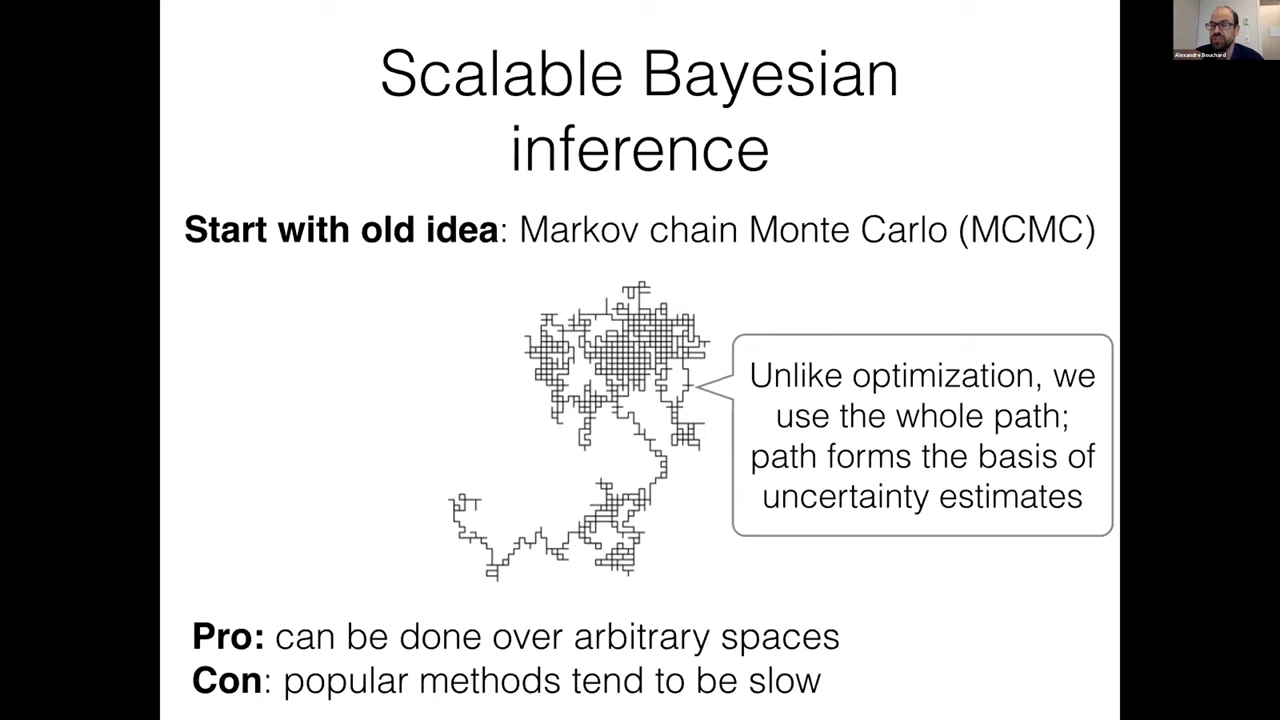 Scalable Bayesian
inference
Start with old idea: Markov chain Monte Carlo (MCMC)
Unlike optimization, we
use the whole path;
path forms the basis of
uncertainty estimates
Pro: can be done over arbitrary spaces
Con: popular methods tend to be slow
Alexandre Bouchard